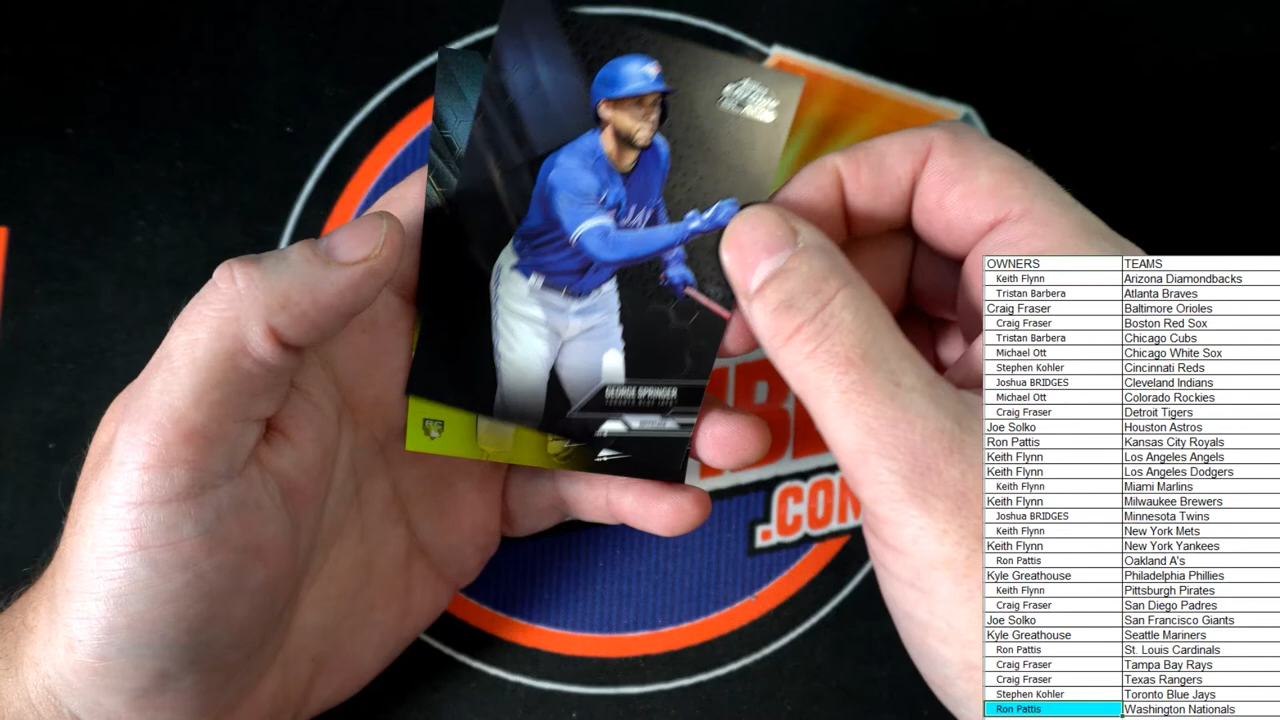 GEORGE SPRINGER
TORONTO BLUE JAYS
RC
.COM
OWNERS TEAMS
Keith Flynn Arizona Diamondbacks
Tristan Barbera Atlanta Braves
Craig Fraser Baltimore Orioles
Craig Fraser Boston Red Sox
Tristan Barbera Chicago Cubs
Michael Ott Chicago White Sox
Stephen Kohler Cincinnati Reds
Joshua BRIDGES Cleveland Indians
Michael Ott Colorado Rockies
Craig Fraser Detroit Tigers
Joe Solko Houston Astros
Ron Pattis Kansas City Royals
Keith Flynn Los Angeles Angels
Keith Flynn Los Angeles Dodgers
Keith Flynn Miami Marlins
Keith Flynn Milwaukee Brewers
Joshua BRIDGES Minnesota Twins
Keith Flynn New York Mets
Keith Flynn New York Yankees
Ron Pattis Oakland A's
Kyle Greathouse Philadelphia Phillies
Keith Flynn Pittsburgh Pirates
Craig Fraser San Diego Padres
Joe Solko San Francisco Giants
Kyle Greathouse Seattle Mariners
Ron Pattis St. Louis Cardinals
Craig Fraser Tampa Bay Rays
Craig Fraser Texas Rangers
Stephen Kohler Toronto Blue Jays
Ron Pattis Washington Nationals